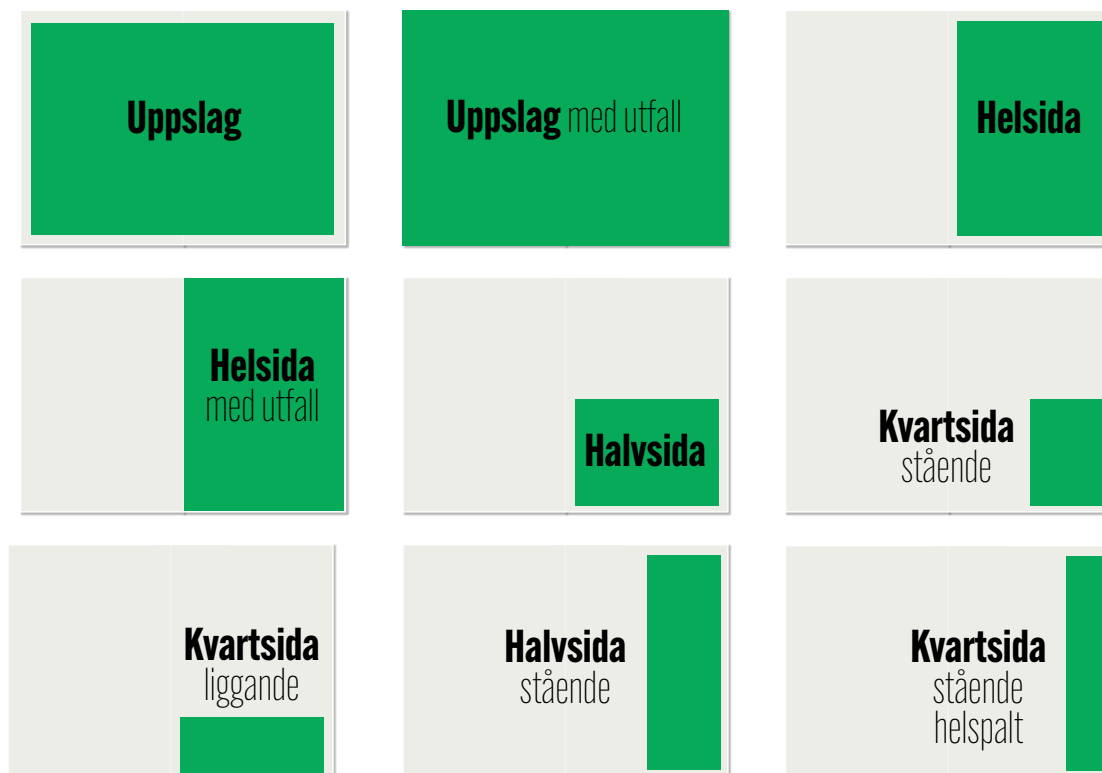 Uppslag
Uppslag med utfall
Helsida
Helsida
med utfall
Halvsida
Kvartsida
stående
Kvartsida
liggande
Halvsida
stående
Kvartsida
stående
helspalt